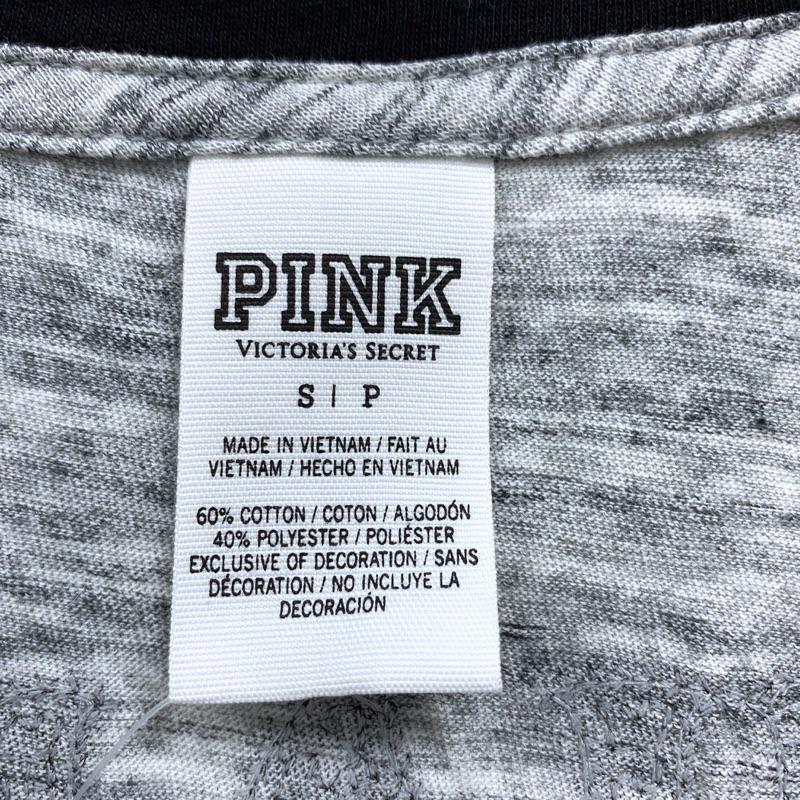 PINK
VICTORIA'S SECRET
S | P
MADE IN VIETNAM / FAIT AU
VIETNAM / HECHO EN VIETNAM
60% COTTON / COTON / ALGODÓN
40% POLYESTER / POLIÉSTER
EXCLUSIVE OF DECORATION / SANS
DÉCORATION / NO INCLUYE LA
DECORACIÓN